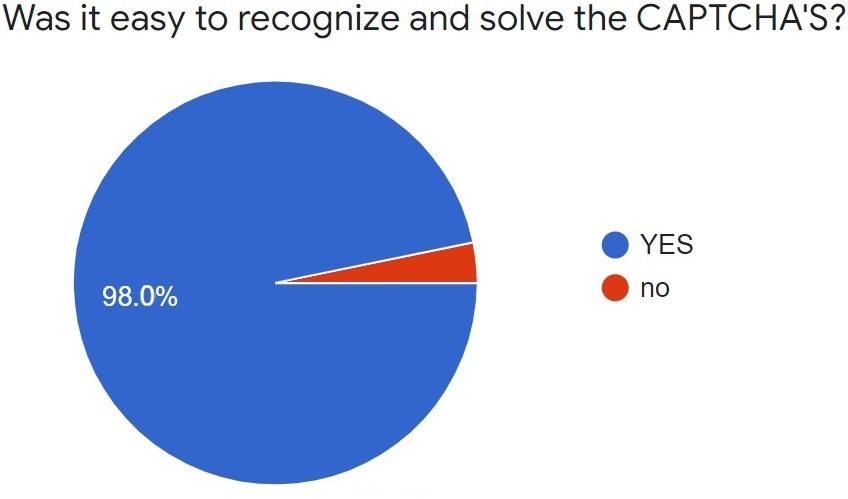 Was it easy to recognize and solve the CAPTCHA'S?
98.0%
YES
no